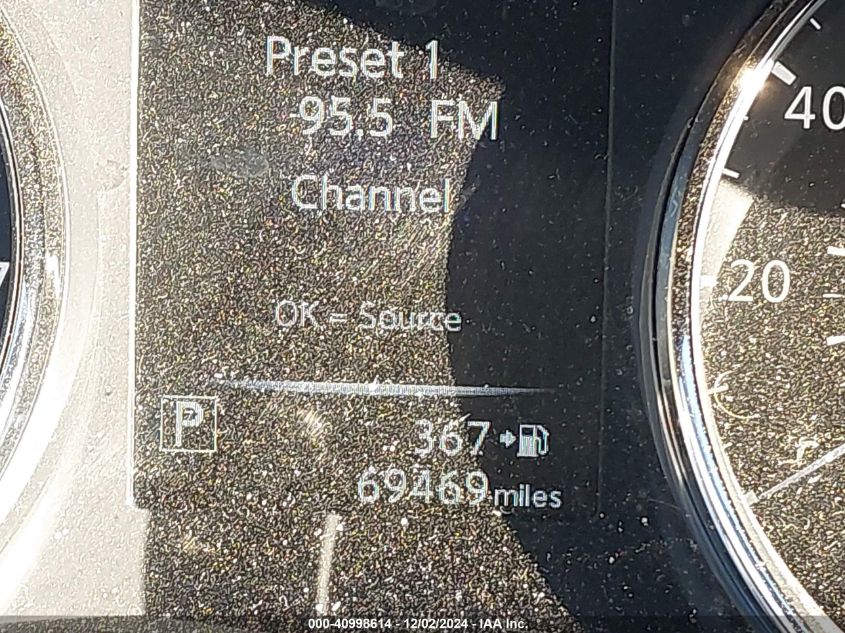 Preset 1
95.5 FM
Channel
OK - Source
P
367
69469 miles
40
20
000-40998614 - 12/02/2024 - IAA Inc.